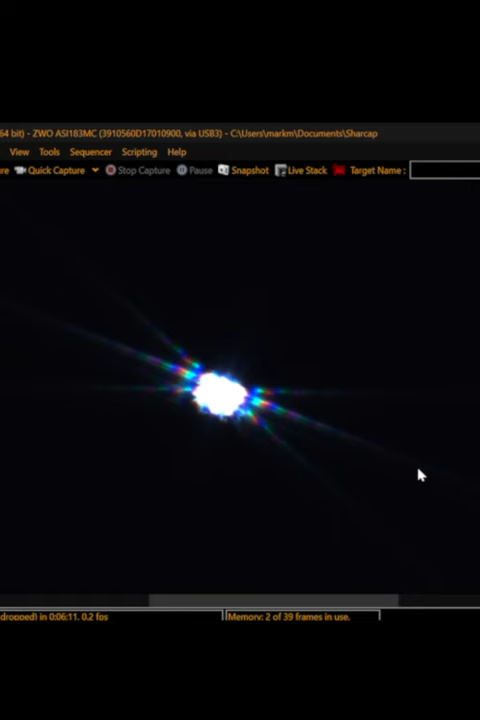 64 bit) - ZWO ASI183MC (3910560D17010900, via USB3) - C:\Users\markm\Documents\Sharcap
View Tools Sequencer Scripting Help
re Quick Capture Stop Capture Pause Snapshot Live Stack Target Name :
dropped) in 0:06:11, 0.2 fps Memory: 2 of 39 frames in use.